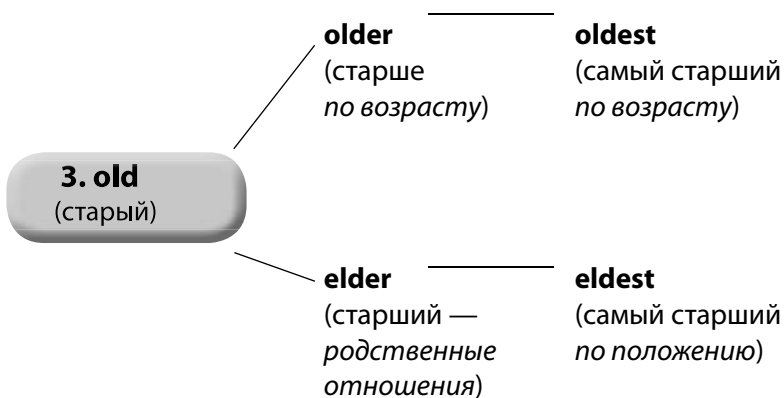 older oldest
(старше (самый старший
по возрасту) по возрасту)
3. old
(старый)
elder eldest
(старший — (самый старший
родственные по положению)
отношения)